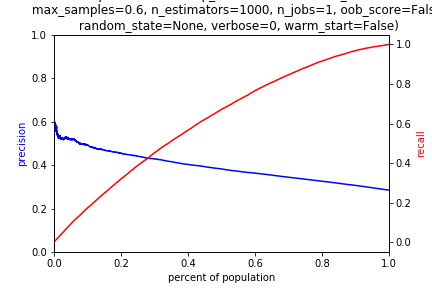 max_samples=0.6, n_estimators=1000, n_jobs=1, oob_score=Fals
random_state=None, verbose=0, warm_start=False)
1.0
0.8
0.6
0.4
0.2
0.0
precision
1.0
0.8
0.6
0.4
0.2
0.0
recall
0.0 0.2 0.4 0.6 0.8 1.0
percent of population